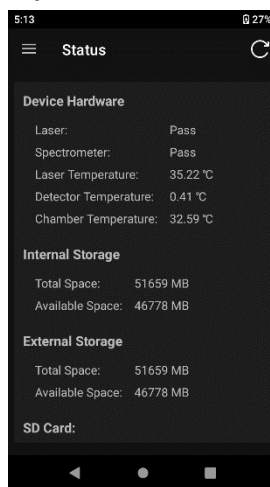 5:13 27%
Status
Device Hardware
Laser: Pass
Spectrometer: Pass
Laser Temperature: 35.22 ℃
Detector Temperature: 0.41 ℃
Chamber Temperature: 32.59 ℃
Internal Storage
Total Space: 51659 MB
Available Space: 46778 MB
External Storage
Total Space: 51659 MB
Available Space: 46778 MB
SD Card: